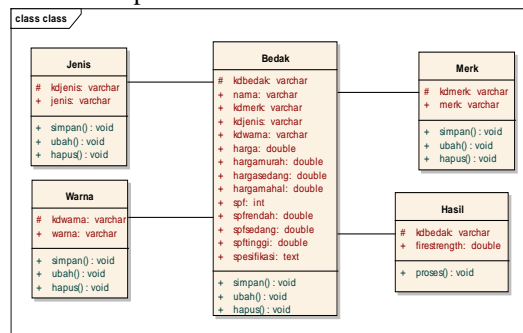 class class
Jenis
# kdjenis: varchar
+ jenis: varchar
+ simpan() : void
+ ubah() : void
+ hapus() : void
Warna
# kdwarna: varchar
+ warna: varchar
+ simpan() : void
+ ubah() : void
+ hapus() : void
Bedak
# kdbedak: varchar
+ nama: varchar
+ kdmerk: varchar
+ kdjenis: varchar
+ kdwarna: varchar
+ harga: double
+ hargamurah: double
+ hargasedang: double
+ hargamahal: double
+ spf: int
+ spfrendah: double
+ spfsedang: double
+ spftinggi: double
+ spesifikasi: text
+ simpan() : void
+ ubah() : void
+ hapus() : void
Merk
# kdmerk: varchar
+ merk: varchar
+ simpan() : void
+ ubah() : void
+ hapus() : void
Hasil
# kdbedak: varchar
+ firestrength: double
+ proses() : void